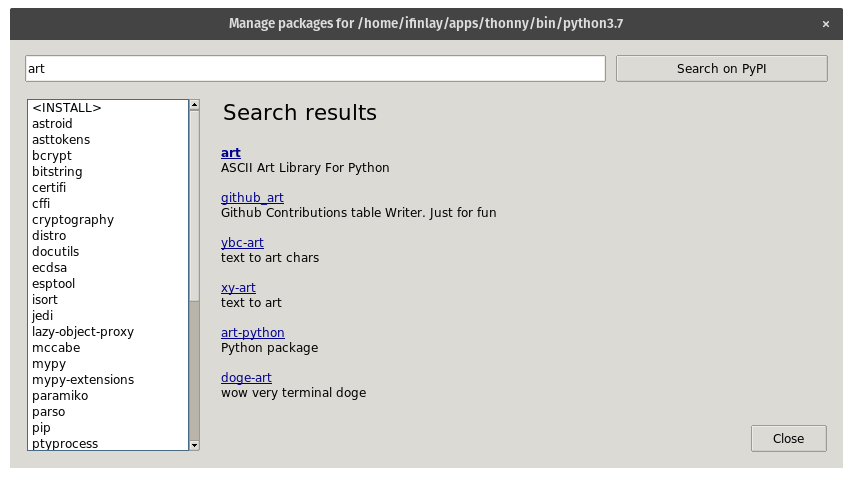 Manage packages for /home/ifinlay/apps/thonny/bin/python3.7
×
art
Search on PyPI
<INSTALL>
astroid
asttokens
bcrypt
bitstring
certifi
cffi
cryptography
distro
docutils
ecdsa
esptool
isort
jedi
lazy-object-proxy
mccabe
mypy
mypy-extensions
paramiko
parso
pip
ptyprocess
Search results
art
ASCII Art Library For Python
github_art
Github Contributions table Writer. Just for fun
ybc-art
text to art chars
xy-art
text to art
art-python
Python package
doge-art
wow very terminal doge
Close